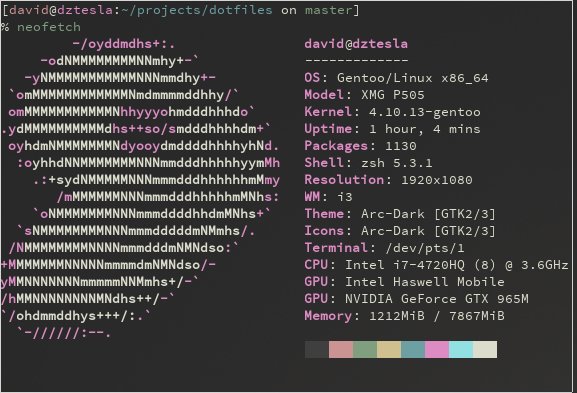 [david@dztesla:~/projects/dotfiles on master]
% neofetch
         -/oyddmdhs+:.
     -odNMMMMMMMMNNmhy+-`
   -yNMMMMMMMMMMMNNNmmdhy+-
 `omMMMMMMMMMMMMNmdmmmmddhhy/`
 omMMMMMMMMMMMNhhyyyohmdddhhhdo`
.ydMMMMMMMMMMdhs++so/smdddhhhhdm+`
 oyhdmNMMMMMMMNdyooydmddddhhhhyhNd.
  :oyhhdNNMMMMMMMNNNmmdddhhhhhyymMh
    .:+sydNMMMMMNNNmmmdddhhhhhhmMmy
       /mMMMMMMNNNmmmdddhhhhhmMNhs:
    `oNMMMMMMMNNNmmmddddhhdmMNhs+`
  `sNMMMMMMMMNNNmmmdddddmNMmhs/.
 /NMMMMMMMMNNNNmmmdddmNMNdso:`
+MMMMMMMNNNNNmmmmdmNMNdso/-
yMMNNNNNNNmmmmmNNMmhs+/-`
/hMMNNNNNNNNMNdhs++/-`
`/ohdmmddhys+++/:.`
  `-//////:--.
david@dztesla
-------------
OS: Gentoo/Linux x86_64
Model: XMG P505
Kernel: 4.10.13-gentoo
Uptime: 1 hour, 4 mins
Packages: 1130
Shell: zsh 5.3.1
Resolution: 1920x1080
WM: i3
Theme: Arc-Dark [GTK2/3]
Icons: Arc-Dark [GTK2/3]
Terminal: /dev/pts/1
CPU: Intel i7-4720HQ (8) @ 3.6GHz
GPU: Intel Haswell Mobile
GPU: NVIDIA GeForce GTX 965M
Memory: 1212MiB / 7867MiB